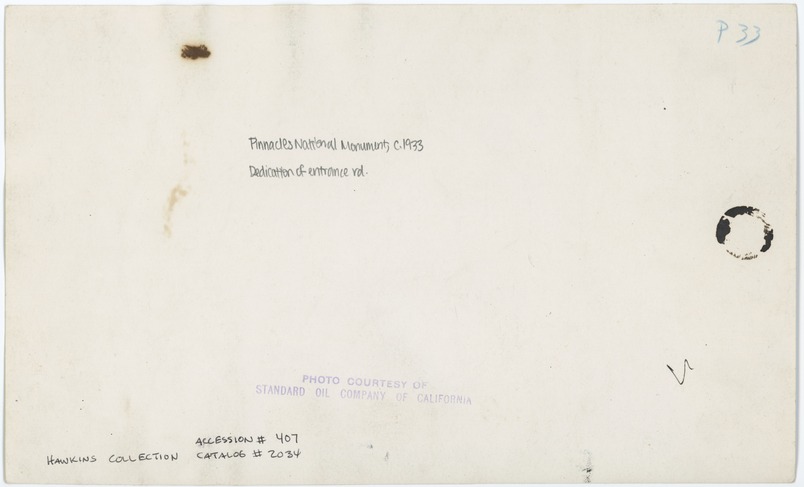 P 33
Pinnacles National Monument, c.1933
Dedication of entrance rd.
PHOTO COURTESY OF
STANDARD OIL COMPANY OF CALIFORNIA
ACCESSION # 407
HAWKINS COLLECTION CATALOG # 2034